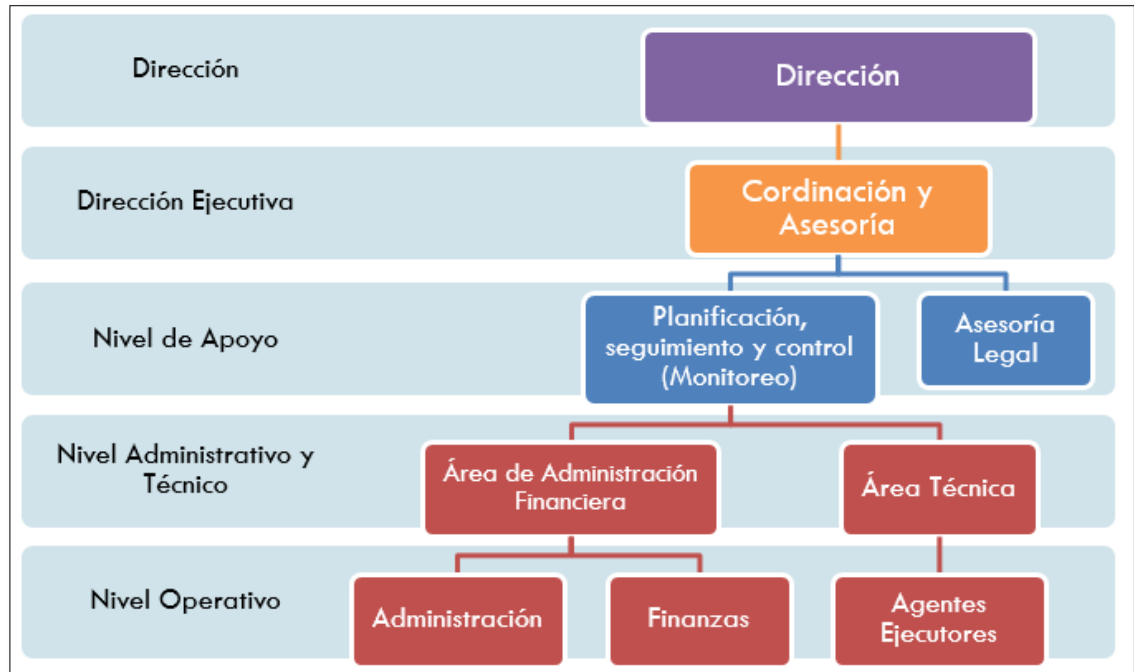 Dirección
Dirección
Dirección Ejecutiva
Cordinación y
Asesoría
Nivel de Apoyo
Planificación,
seguimiento y control
(Monitoreo)
Asesoría
Legal
Nivel Administrativo y
Técnico
Área de Administración
Financiera
Área Técnica
Nivel Operativo
Administración
Finanzas
Agentes
Ejecutores